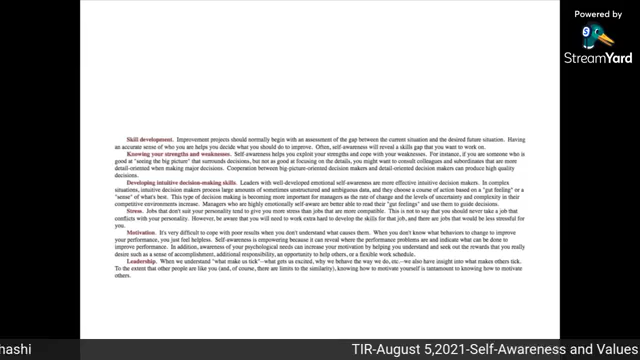 Powered by
StreamYard
Skill development. Improvement projects should normally begin with an assessment of the gap between the current situation and the desired future situation. Having
an accurate sense of who you are helps you decide what you should do to improve. Often, self-awareness will reveal a skills gap that you want to work on.
Knowing your strengths and weaknesses. Self-awareness helps you exploit your strengths and cope with your weaknesses. For instance, if you are someone who is
good at "seeing the big picture" that surrounds decisions, but not as good at focusing on the details, you might want to consult colleagues and subordinates that are more
detail-oriented when making major decisions. Cooperation between big-picture-oriented decision makers and detail-oriented decision makers can produce high quality
decisions.
Developing intuitive decision-making skills. Leaders with well-developed emotional self-awareness are more effective intuitive decision makers. In complex
situations, intuitive decision makers process large amounts of sometimes unstructured and ambiguous data, and they choose a course of action based on a "gut feeling" or a
"sense" of what's best. This type of decision making is becoming more important for managers as the rate of change and the levels of uncertainty and complexity in their
competitive environments increase. Managers who are highly emotionally self-aware are better able to read their "gut feelings" and use them to guide decisions.
Stress. Jobs that don't suit your personality tend to give you more stress than jobs that are more compatible. This is not to say that you should never take a job that
conflicts with your personality. However, be aware that you will need to work extra hard to develop the skills for that job, and there are jobs that would be less stressful for
you.
Motivation. It's very difficult to cope with poor results when you don't understand what causes them. When you don't know what behaviors to change to improve
your performance, you just feel helpless. Self-awareness is empowering because it can reveal where the performance problems are and indicate what can be done to
improve performance. In addition, awareness of your psychological needs can increase your motivation by helping you understand and seek out the rewards that you really
desire such as a sense of accomplishment, additional responsibility, an opportunity to help others, or a flexible work schedule.
Leadership. When we understand "what make us tick"--what gets us excited, why we behave the way we do, etc.--we also have insight into what makes others tick.
To the extent that other people are like you (and, of course, there are limits to the similarity), knowing how to motivate yourself is tantamount to knowing how to motivate
others.
hashi TIR-August 5,2021-Self-Awareness and Values